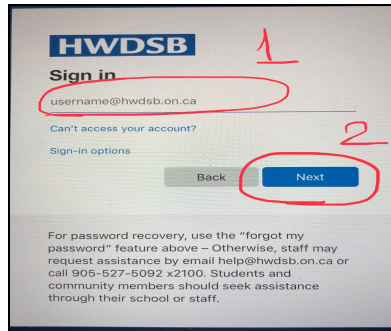 HWDSB
1
Sign in
username@hwdsb.on.ca
Can't access your account?
2
Sign-in options
Back
Next
For password recovery, use the "forgot my
password" feature above – Otherwise, staff may
request assistance by email help@hwdsb.on.ca or
call 905-527-5092 x2100. Students and
community members should seek assistance
through their school or staff.